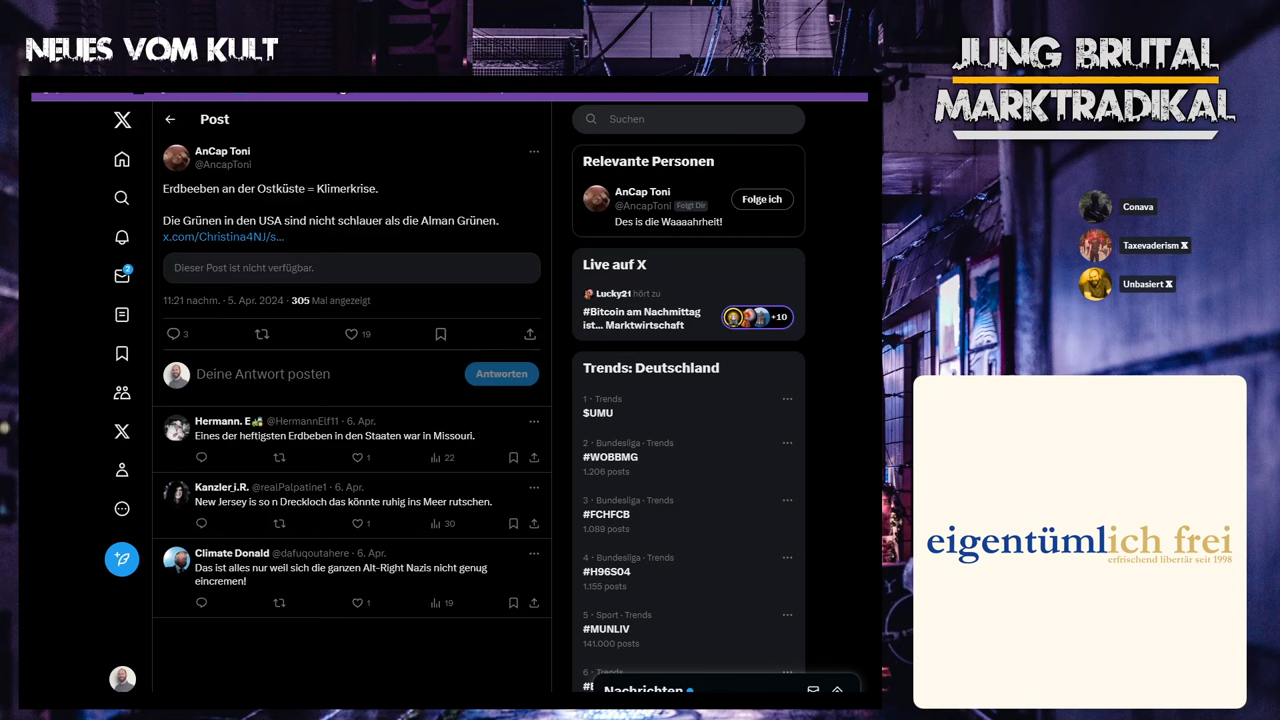 NEUES VOM KULT
JUNG BRUTAL
MARKTRADIKAL
Post
AnCap Toni
@AncapToni
Erdbeeben an der Ostküste = Klimerkrise.
Die Grünen in den USA sind nicht schlauer als die Alman Grünen.
x.com/Christina4NJ/s...
Dieser Post ist nicht verfügbar.
11:21 nachm. · 5. Apr. 2024 · 305 Mal angezeigt
3
19
Deine Antwort posten
Antworten
2
Hermann. E @HermannElf11 · 6. Apr.
Eines der heftigsten Erdbeben in den Staaten war in Missouri.
1
22
Kanzler i.R. @realPalpatine1 · 6. Apr.
New Jersey is so n Dreckloch das könnte ruhig ins Meer rutschen.
1
30
Climate Donald @dafuqoutahere · 6. Apr.
Das ist alles nur weil sich die ganzen Alt-Right Nazis nicht genug
eincremen!
1
19
Suchen
Relevante Personen
AnCap Toni
@AncapToni Folgt Dir
Folge ich
Des is die Waaaahrheit!
Live auf X
Lucky21 hört zu
#Bitcoin am Nachmittag
ist... Marktwirtschaft
+10
Trends: Deutschland
1 · Trends
$UMU
2 · Bundesliga · Trends
#WOBBMG
1.206 posts
3 · Bundesliga · Trends
#FCHFCB
1.089 posts
4 · Bundesliga · Trends
#H96S04
1.155 posts
5 · Sport · Trends
#MUNLIV
141.000 posts
6 · Trends
Nachrichten
Conava
Taxevaderism X
Unbasiert X
eigentümlich frei
erfrischend libertär seit 1998